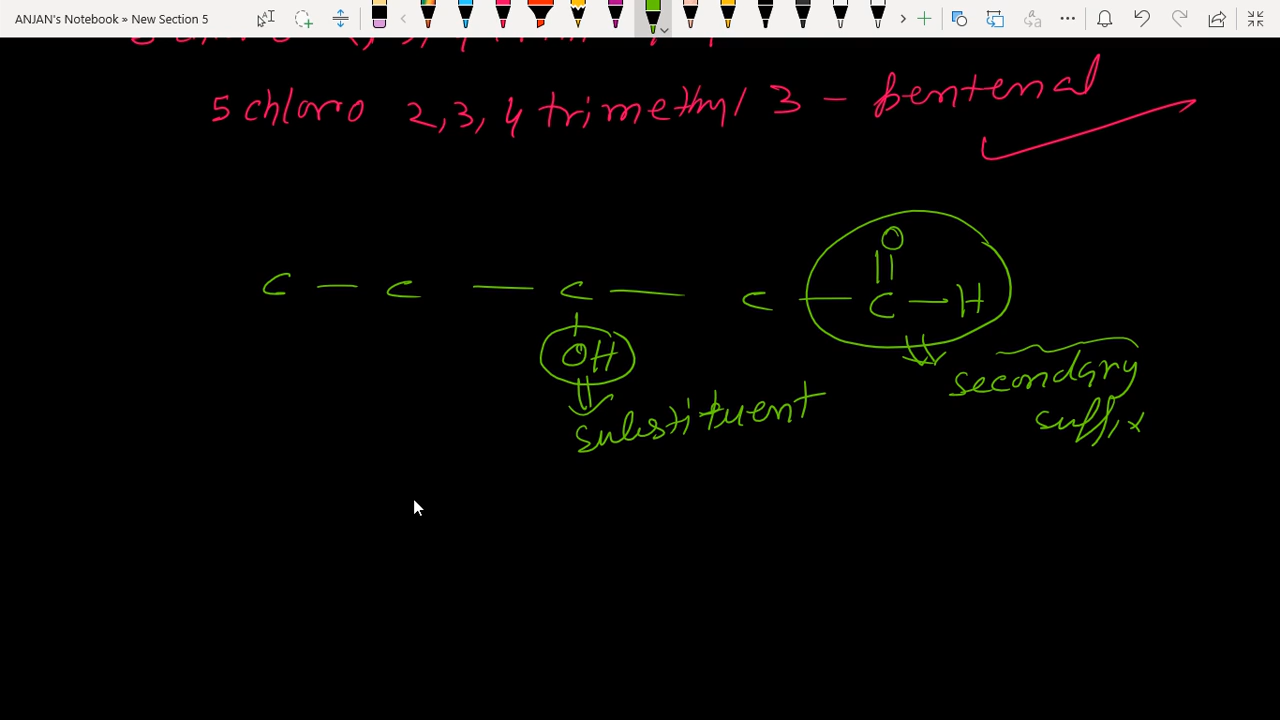 ANJAN's Notebook » New Section 5
5 chloro 2,3,4 trimethyl 3 - pentenal
O
C — C — C — C — C — H
OH
secondary
suffix
substituent